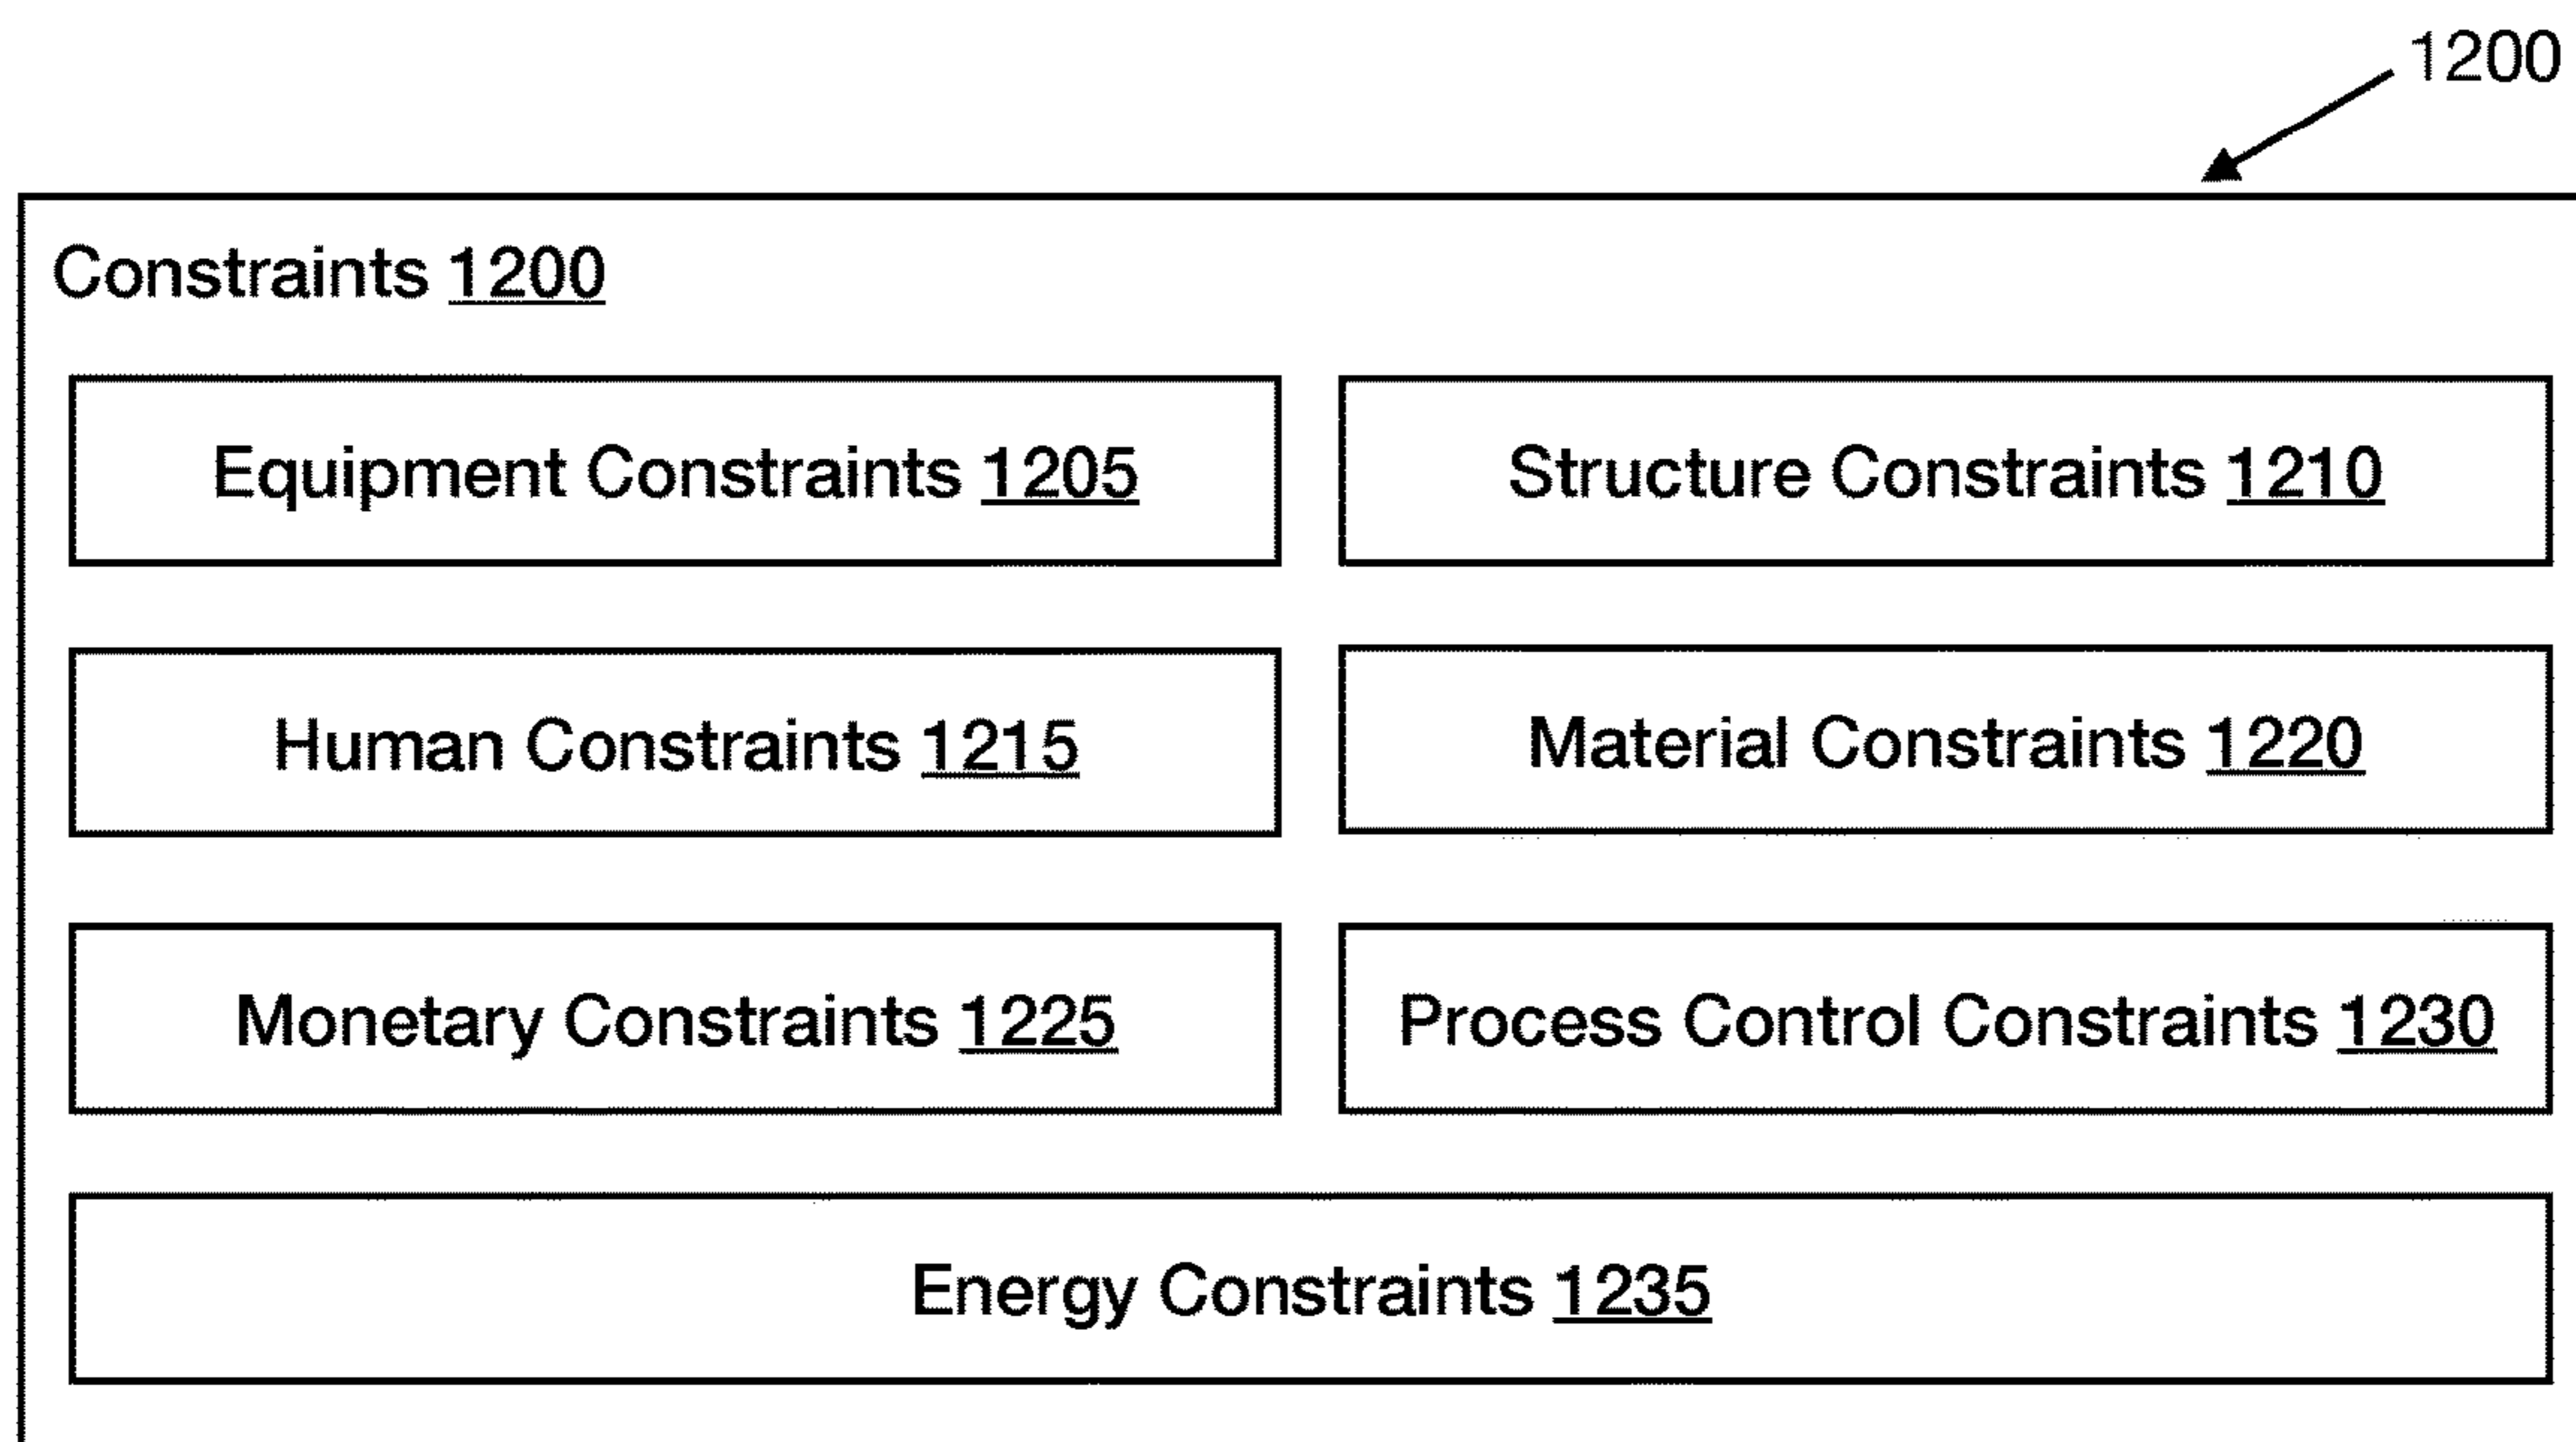 1200
Constraints 1200
Equipment Constraints 1205
Structure Constraints 1210
Human Constraints 1215
Material Constraints 1220
Monetary Constraints 1225
Process Control Constraints 1230
Energy Constraints 1235